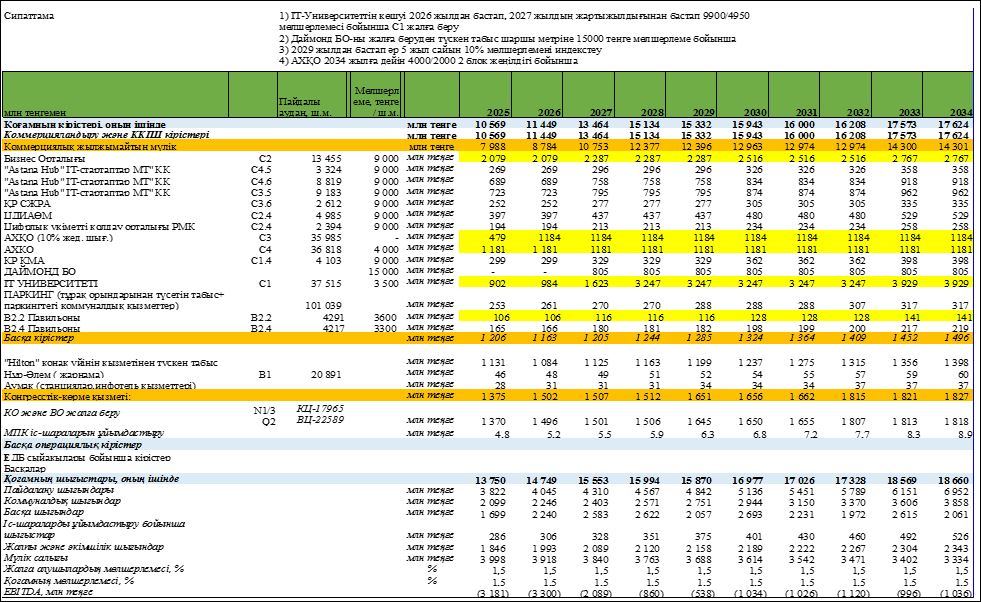 Сипаттама
1) IT-Университеттін көшуі 2026 жылдан бастап, 2027 жылдың жартыжылдығынан бастап 9900/4950
мөлшерлемесі бойынша С1 жалға беру
2) Даймонд БО-ны жалға беруден түскен табыс шаршы метріне 15000 теңге мөлшерлеме бойынша
3) 2029 жылдан бастап әр 5 жыл сайын 10% мөлшерлемені индекстеу
4) АХҚО 2034 жылға дейін 4000/2000 2 блок жеңілдігі бойынша
млн теңгемен Пайдалы аудан, ш.м. Мөлшерлеме, теңге / ш.м. 2025 2026 2027 2028 2029 2030 2031 2032 2033 2034
Қоғамның кірістері, оның ішінде млн теңге 10 569 11 449 13 464 15 134 15 332 15 943 16 000 16 208 17 573 17 624
Коммерцияландыру және ККПП кірістері млн теңге 10 569 11 449 13 464 15 134 15 332 15 943 16 000 16 208 17 573 17 624
Коммерциялық жылжымайтын мүлік млн теңге 7 988 8 784 10 753 12 377 12 396 12 963 12 974 12 974 14 300 14 301
Бизнес Орталығы С2 13 455 9 000 млн теңге 2 079 2 079 2 287 2 287 2 287 2 516 2 516 2 516 2 767 2 767
"Astana Hub" IT-стартаптар МТ" КҚ С4.5 3 324 9 000 млн теңге 269 269 296 296 296 326 326 326 358 358
"Astana Hub" IT-стартаптар МТ" КҚ С4.6 8 819 9 000 млн теңге 689 689 758 758 758 834 834 834 918 918
"Astana Hub" IT-стартаптар МТ" КҚ С3.5 9 183 9 000 млн теңге 723 723 795 795 795 874 874 874 962 962
ҚР СЖРА С3.6 2 612 9 000 млн теңге 252 252 277 277 277 305 305 305 335 335
ЦДИАӨМ С2.4 4 985 9 000 млн теңге 397 397 437 437 437 480 480 480 529 529
Цифрлық үкіметті қолдау орталығы РМК С2.4 2 394 9 000 млн теңге 194 194 213 213 213 234 234 234 258 258
АХҚО (10% жед. шығ.) С3 35 985 - млн теңге 479 1184 1184 1184 1184 1184 1184 1184 1184 1184
АХҚО С4 36 818 4 000 млн теңге 1 181 1181 1181 1181 1181 1181 1181 1181 1181 1181
ҚР ҚМА С1.4 4 103 9 000 млн теңге 299 299 329 329 329 362 362 362 398 398
ДАЙМОНД БО 15 000 млн теңге - - 805 805 805 805 805 805 805 805
IT УНИВЕРСИТЕТІ С1 37 515 3 500 млн теңге 902 984 1 623 3 247 3 247 3 247 3 247 3 247 3 929 3 929
ПАРКИНГ (тұрақ орындарынан түсетін табыс+
паркингтегі коммуналдық қызметтер) 101 039 млн теңге 253 261 270 270 288 288 288 307 317 317
В2.2 Павильоны В2.2 4291 3600 млн теңге 106 106 116 116 116 128 128 128 141 141
В2.4 Павильоны В2.4 4217 3300 млн теңге 165 166 180 181 182 198 199 200 217 219
Басқа кірістер млн теңге 1 206 1 163 1 205 1 244 1 285 1 324 1 364 1 409 1 452 1 496
"Hilton" қонақ үйінің қызметінен түскен табыс млн теңге 1 131 1 084 1 125 1 163 1 199 1 237 1 275 1 315 1 356 1 398
Нұр-Әлем ( жарнама) В1 20 891 млн теңге 46 48 49 51 52 54 55 57 59 60
Аумақ (станциялар,инфотель қызметтері) млн теңге 28 31 31 31 34 34 34 37 37 37
Конгресстік-көрме қызметі: млн теңге 1 375 1 502 1 507 1 512 1 651 1 656 1 662 1 815 1 821 1 827
КО және ВО жалға беру N1/3 Q2 КЦ-17965 ВЦ-22589 млн теңге 1 370 1 496 1 501 1 506 1 645 1 650 1 655 1 807 1 813 1 818
МПК іс-шараларын ұйымдастыру млн теңге 4.8 5.2 5.5 5.9 6.3 6.8 7.2 7.7 8.3 8.9
Басқа операциялық кірістер
ЕДБ сыйақылары бойынша кірістер
Басқалар
Қоғамның шығыстары, оның ішінде 13 750 14 749 15 553 15 994 15 870 16 977 17 026 17 328 18 569 18 660
Пайдалану шығындары млн теңге 3 822 4 045 4 310 4 567 4 842 5 136 5 451 5 789 6 151 6 952
Коммуналдық шығындар млн теңге 2 099 2 246 2 403 2 571 2 751 2 944 3 150 3 370 3 606 3 858
Басқа шығындар млн теңге 1 699 2 240 2 583 2 622 2 057 2 693 2 231 1 972 2 615 2 061
Іс-шараларды ұйымдастыру бойынша
шығыстар млн теңге 286 306 328 351 375 401 430 460 492 526
Жалпы және әкімшілік шығындар млн теңге 1 846 1 993 2 089 2 120 2 158 2 189 2 222 2 267 2 304 2 343
Мүлік салығы млн теңге 3 998 3 918 3 840 3 763 3 688 3 614 3 542 3 471 3 402 3 334
Жалға алушылардың мөлшерлемесі, % % 1,5 1,5 1,5 1,5 1,5 1,5 1,5 1,5 1,5 1,5
Қоғамның мөлшерлемесі, % % 1.5 1.5 1.5 1.5 1.5 1.5 1.5 1.5 1.5 1.5
EBITDA, млн теңге (3 181) (3 300) (2 089) (860) (538) (1 034) (1 026) (1 120) (996) (1 036)